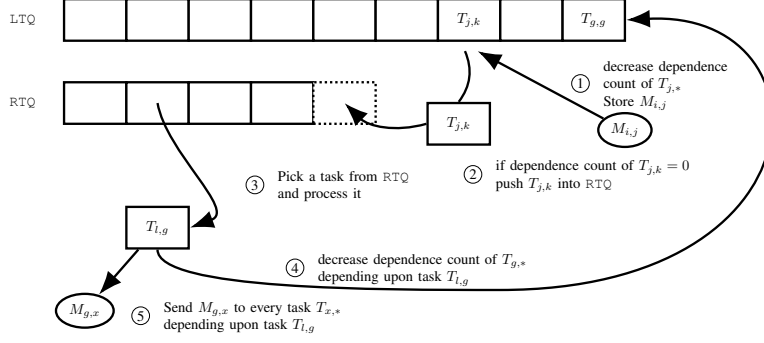 LTQ
T_{j,k}
T_{g,g}
①
decrease dependence
count of T_{j,*}
Store M_{i,j}
RTQ
T_{j,k}
M_{i,j}
②
if dependence count of T_{j,k} = 0
push T_{j,k} into RTQ
③
Pick a task from RTQ
and process it
T_{l,g}
④
decrease dependence count of T_{g,*}
depending upon task T_{l,g}
M_{g,x}
⑤
Send M_{g,x} to every task T_{x,*}
depending upon task T_{l,g}